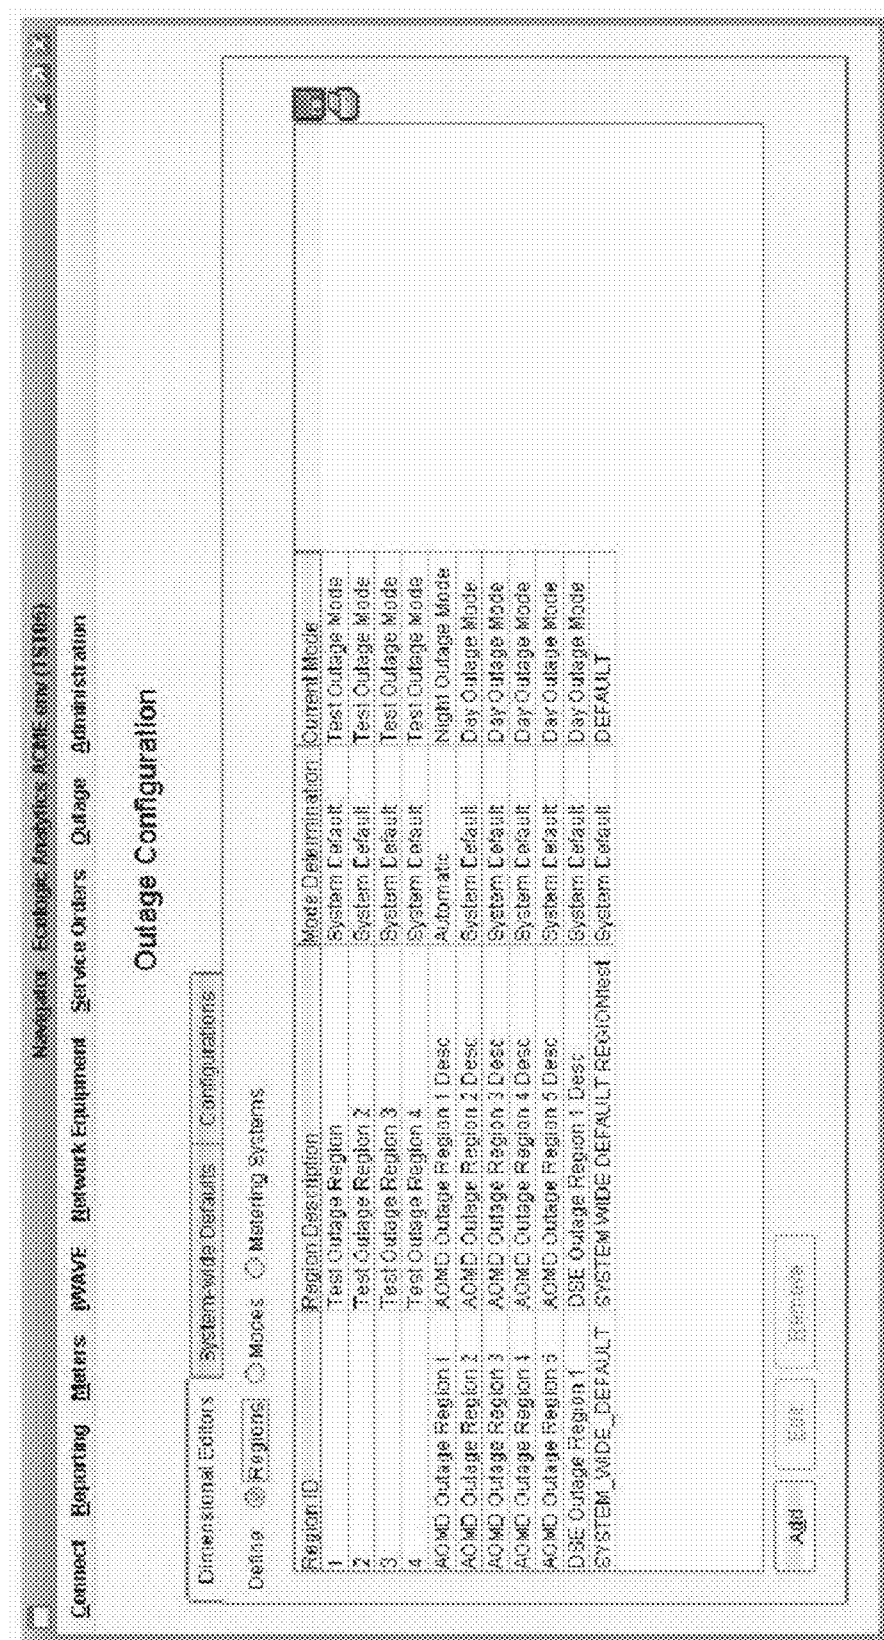 Navigator Ecologic Analytics ACME
Connect Reporting Meters iWAVE Network Equipment Service Orders Outage Administration
Outage Configuration
Dimensional Editors System-wide Defaults Configurations
Define Regions Modes Metering Systems
Region ID Region Description Mode Determination Current Mode
1 Test Outage Region System Default Test Outage Mode
2 Test Outage Region 2 System Default Test Outage Mode
3 Test Outage Region 3 System Default Test Outage Mode
4 Test Outage Region 4 System Default Test Outage Mode
AOMD Outage Region 1 AOMD Outage Region 1 Desc Automatic Night Outage Mode
AOMD Outage Region 2 AOMD Outage Region 2 Desc System Default Day Outage Mode
AOMD Outage Region 3 AOMD Outage Region 3 Desc System Default Day Outage Mode
AOMD Outage Region 4 AOMD Outage Region 4 Desc System Default Day Outage Mode
AOMD Outage Region 5 AOMD Outage Region 5 Desc System Default Day Outage Mode
DSE Outage Region 1 DSE Outage Region 1 Desc System Default Day Outage Mode
SYSTEM_WIDE_DEFAULT SYSTEM WIDE DEFAULT REGIONtest System Default DEFAULT
Add Edit Remove